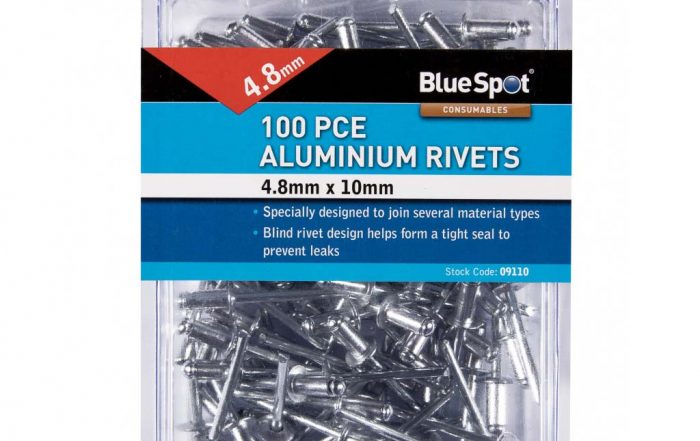 4.8mm
BlueSpot®
CONSUMABLES
100 PCE
ALUMINIUM RIVETS
4.8mm x 10mm
• Specially designed to join several material types
• Blind rivet design helps form a tight seal to
prevent leaks
Stock Code: 09110